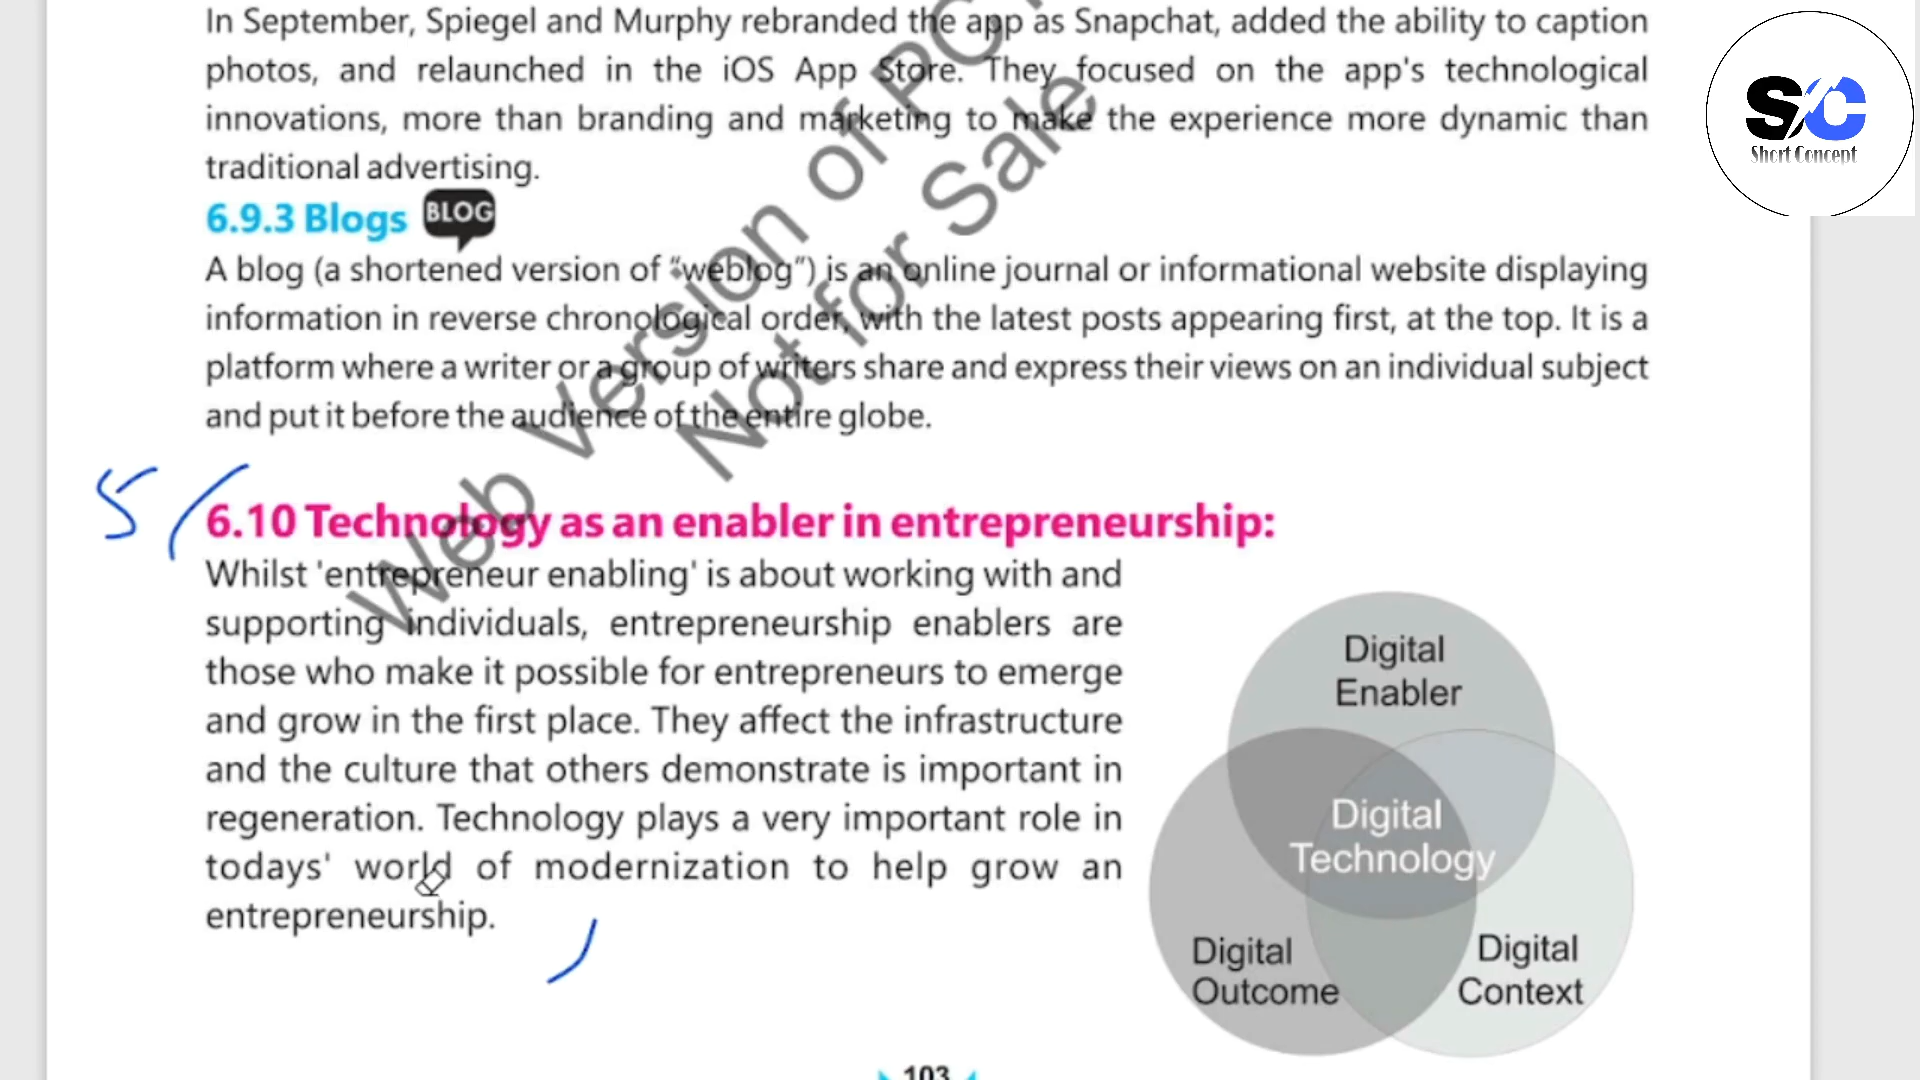 In September, Spiegel and Murphy rebranded the app as Snapchat, added the ability to caption
photos, and relaunched in the iOS App Store. They focused on the app's technological
innovations, more than branding and marketing to make the experience more dynamic than
traditional advertising.
S/C
Short Concept
6.9.3 Blogs BLOG
A blog (a shortened version of “weblog”) is an online journal or informational website displaying
information in reverse chronological order, with the latest posts appearing first, at the top. It is a
platform where a writer or a group of writers share and express their views on an individual subject
and put it before the audience of the entire globe.
5
6.10 Technology as an enabler in entrepreneurship:
Whilst 'entrepreneur enabling' is about working with and
supporting individuals, entrepreneurship enablers are
those who make it possible for entrepreneurs to emerge
and grow in the first place. They affect the infrastructure
and the culture that others demonstrate is important in
regeneration. Technology plays a very important role in
todays' world of modernization to help grow an
entrepreneurship.
Digital
Enabler
Digital
Technology
Digital
Outcome
Digital
Context
103
Web Version of PC
Not for Sale